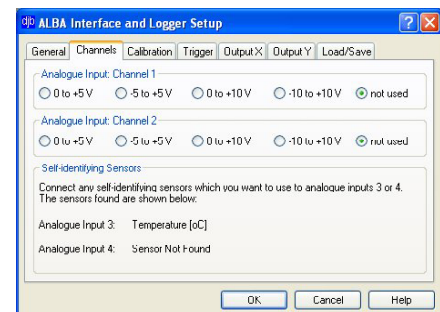 djb ALBA Interface and Logger Setup
General Channels Calibration Trigger Output X Output Y Load/Save
Analogue Input: Channel 1
0 to +5 V -5 to +5 V 0 to +10 V -10 to +10 V not used
Analogue Input: Channel 2
0 to +5 V -5 to +5 V 0 to +10 V -10 to +10 V not used
Self-identifying Sensors
Connect any self-identifying sensors which you want to use to analogue inputs 3 or 4.
The sensors found are shown below:
Analogue Input 3: Temperature [oC]
Analogue Input 4: Sensor Not Found
OK Cancel Help